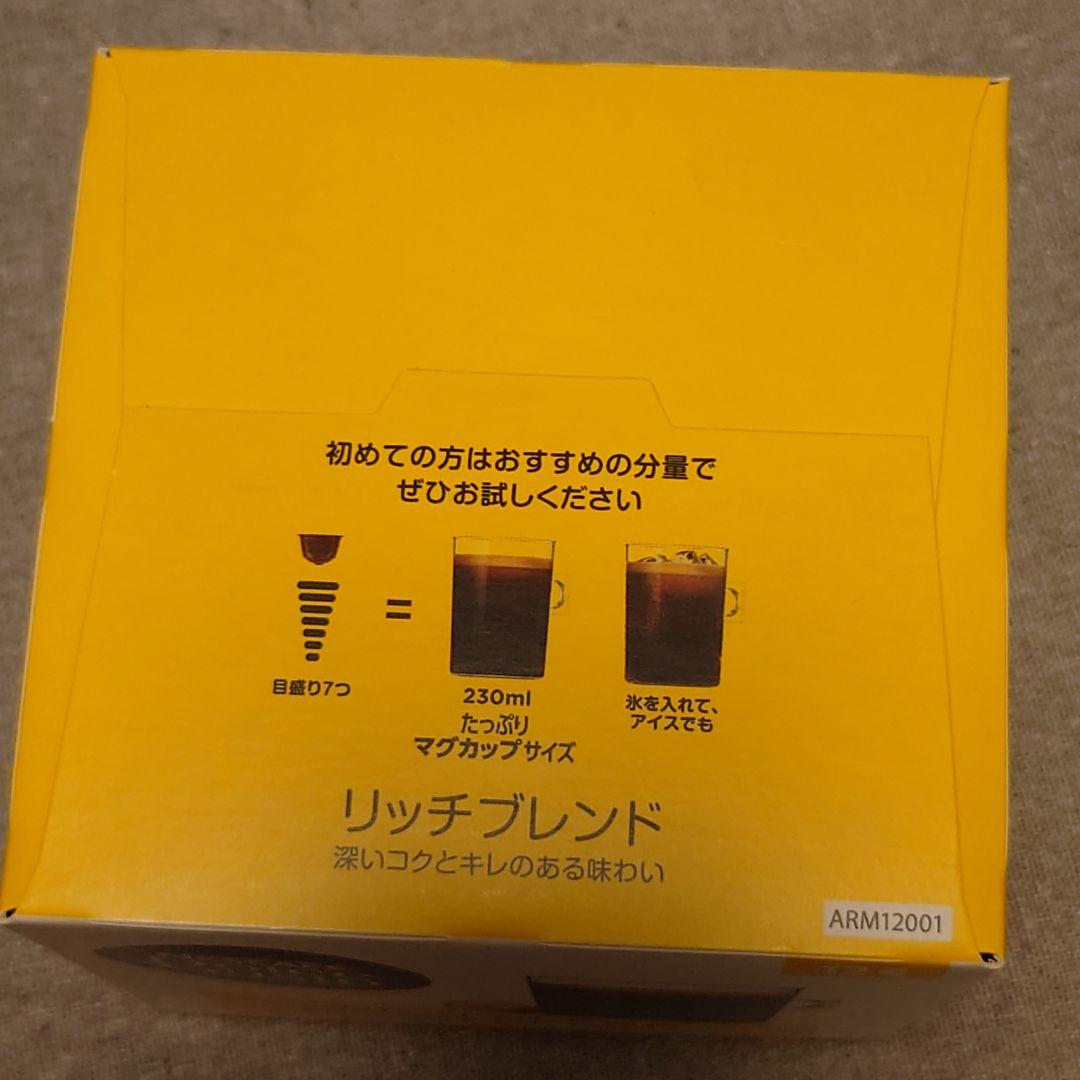 初めての方はおすすめの分量で
ぜひお試しください
=
目盛り7つ
230ml
たっぷり
マグカップサイズ
氷を入れて、
アイスでも
リッチブレンド
深いコクとキレのある味わい
ARM12001